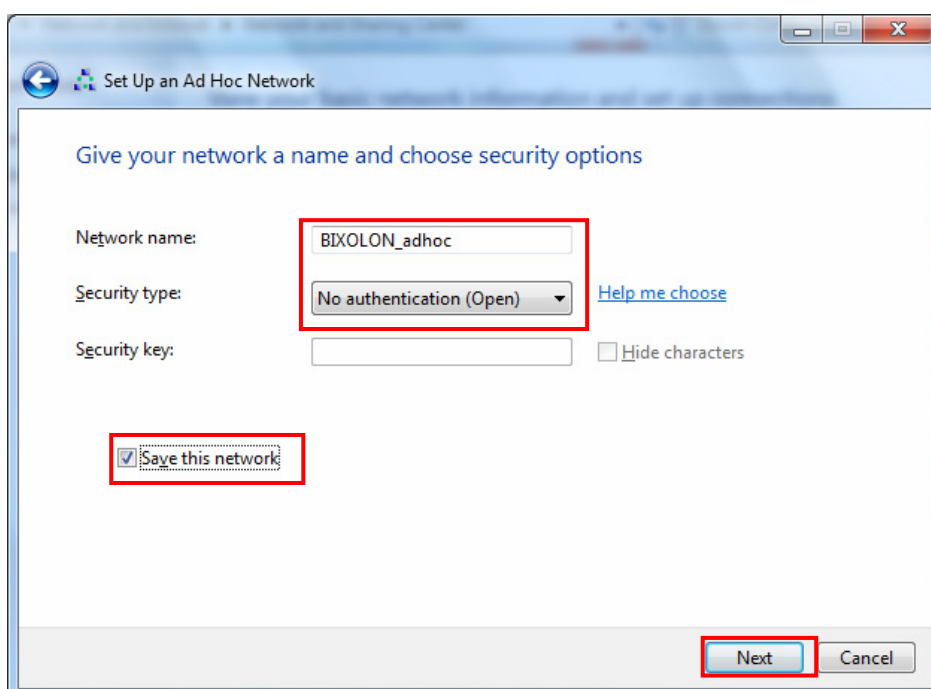 Set Up an Ad Hoc Network
Give your network a name and choose security options
Network name: BIXOLON_adhoc
Security type: No authentication (Open) Help me choose
Security key: Hide characters
Save this network
Next Cancel